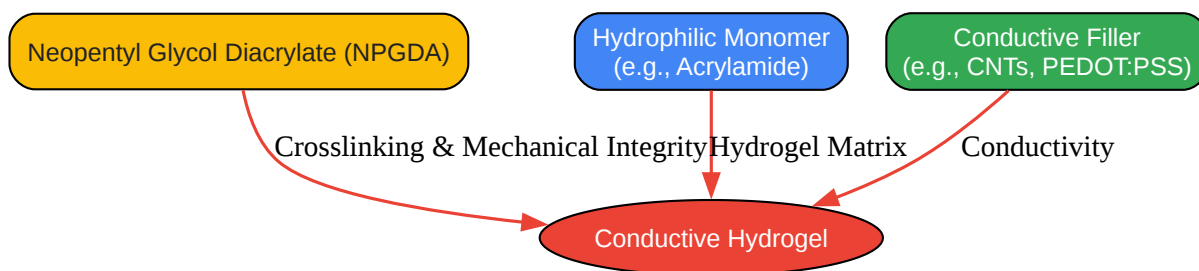 Neopentyl Glycol Diacrylate (NPGDA)
Hydrophilic Monomer
(e.g., Acrylamide)
Conductive Filler
(e.g., CNTs, PEDOT:PSS)
Crosslinking & Mechanical Integrity
Hydrogel Matrix
Conductivity
Conductive Hydrogel